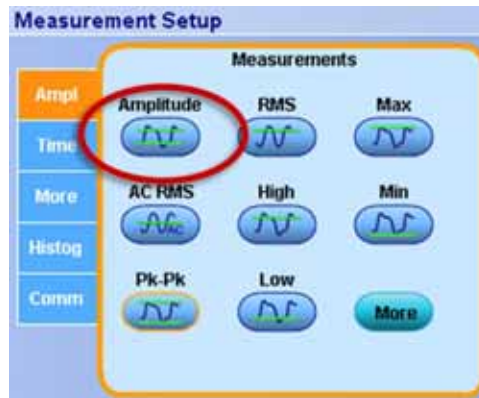 Measurement Setup
Measurements
Ampl
Time
More
Histog
Comm
Amplitude RMS Max
AC RMS High Min
AC
Pk-Pk Low
More